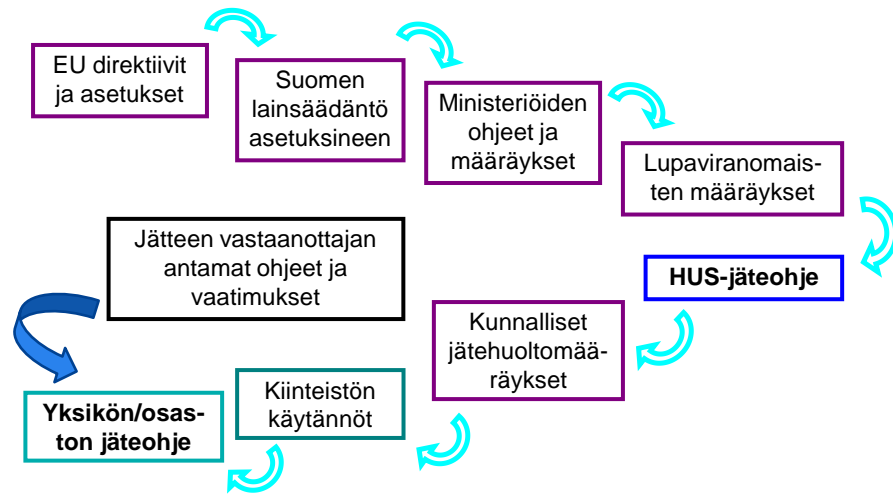 EU direktiivit
ja asetukset
Suomen
lainsäädäntö
asetuksineen
Ministeriöiden
ohjeet ja
määräykset
Lupaviranomais-
ten määräykset
HUS-jäteohje
Kunnalliset
jätehuoltomää-
räykset
Kiinteistön
käytännöt
Jätteen vastaanottajan
antamat ohjeet ja
vaatimukset
Yksikön/osas-
ton jäteohje